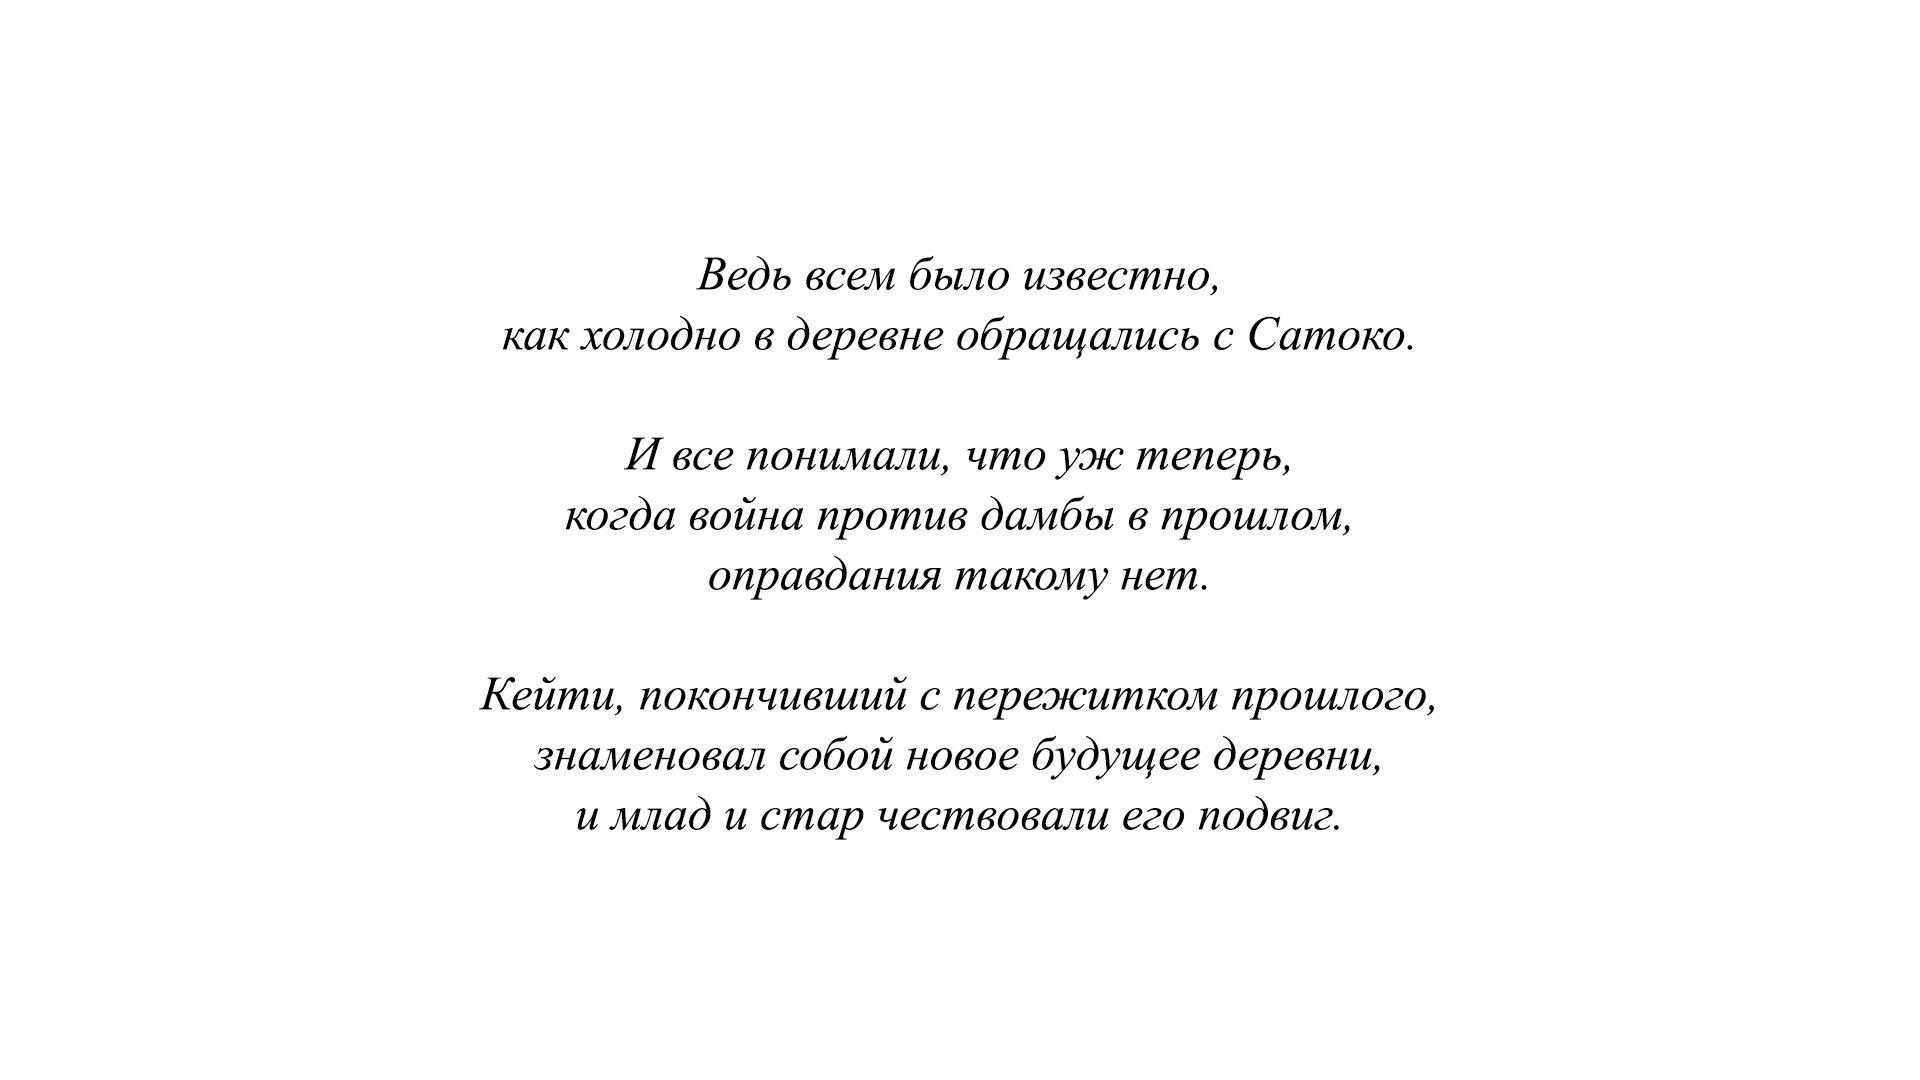 Ведь всем было известно,
как холодно в деревне обращались с Сатоко.
И все понимали, что уж теперь,
когда война против дамбы в прошлом,
оправдания такому нет.
Кейти, покончивший с пережитком прошлого,
знаменовал собой новое будущее деревни,
и млад и стар чествовали его подвиг.